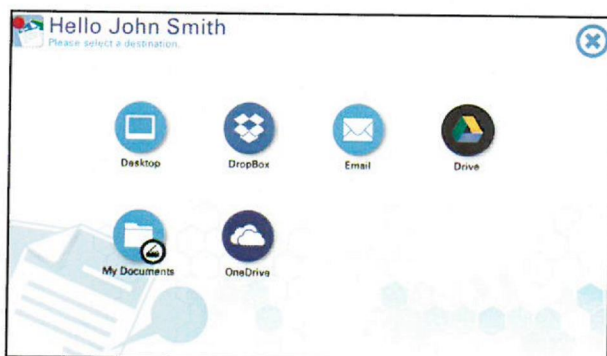 Hello John Smith
Please select a destination.
Desktop
DropBox
Email
Drive
My Documents
OneDrive